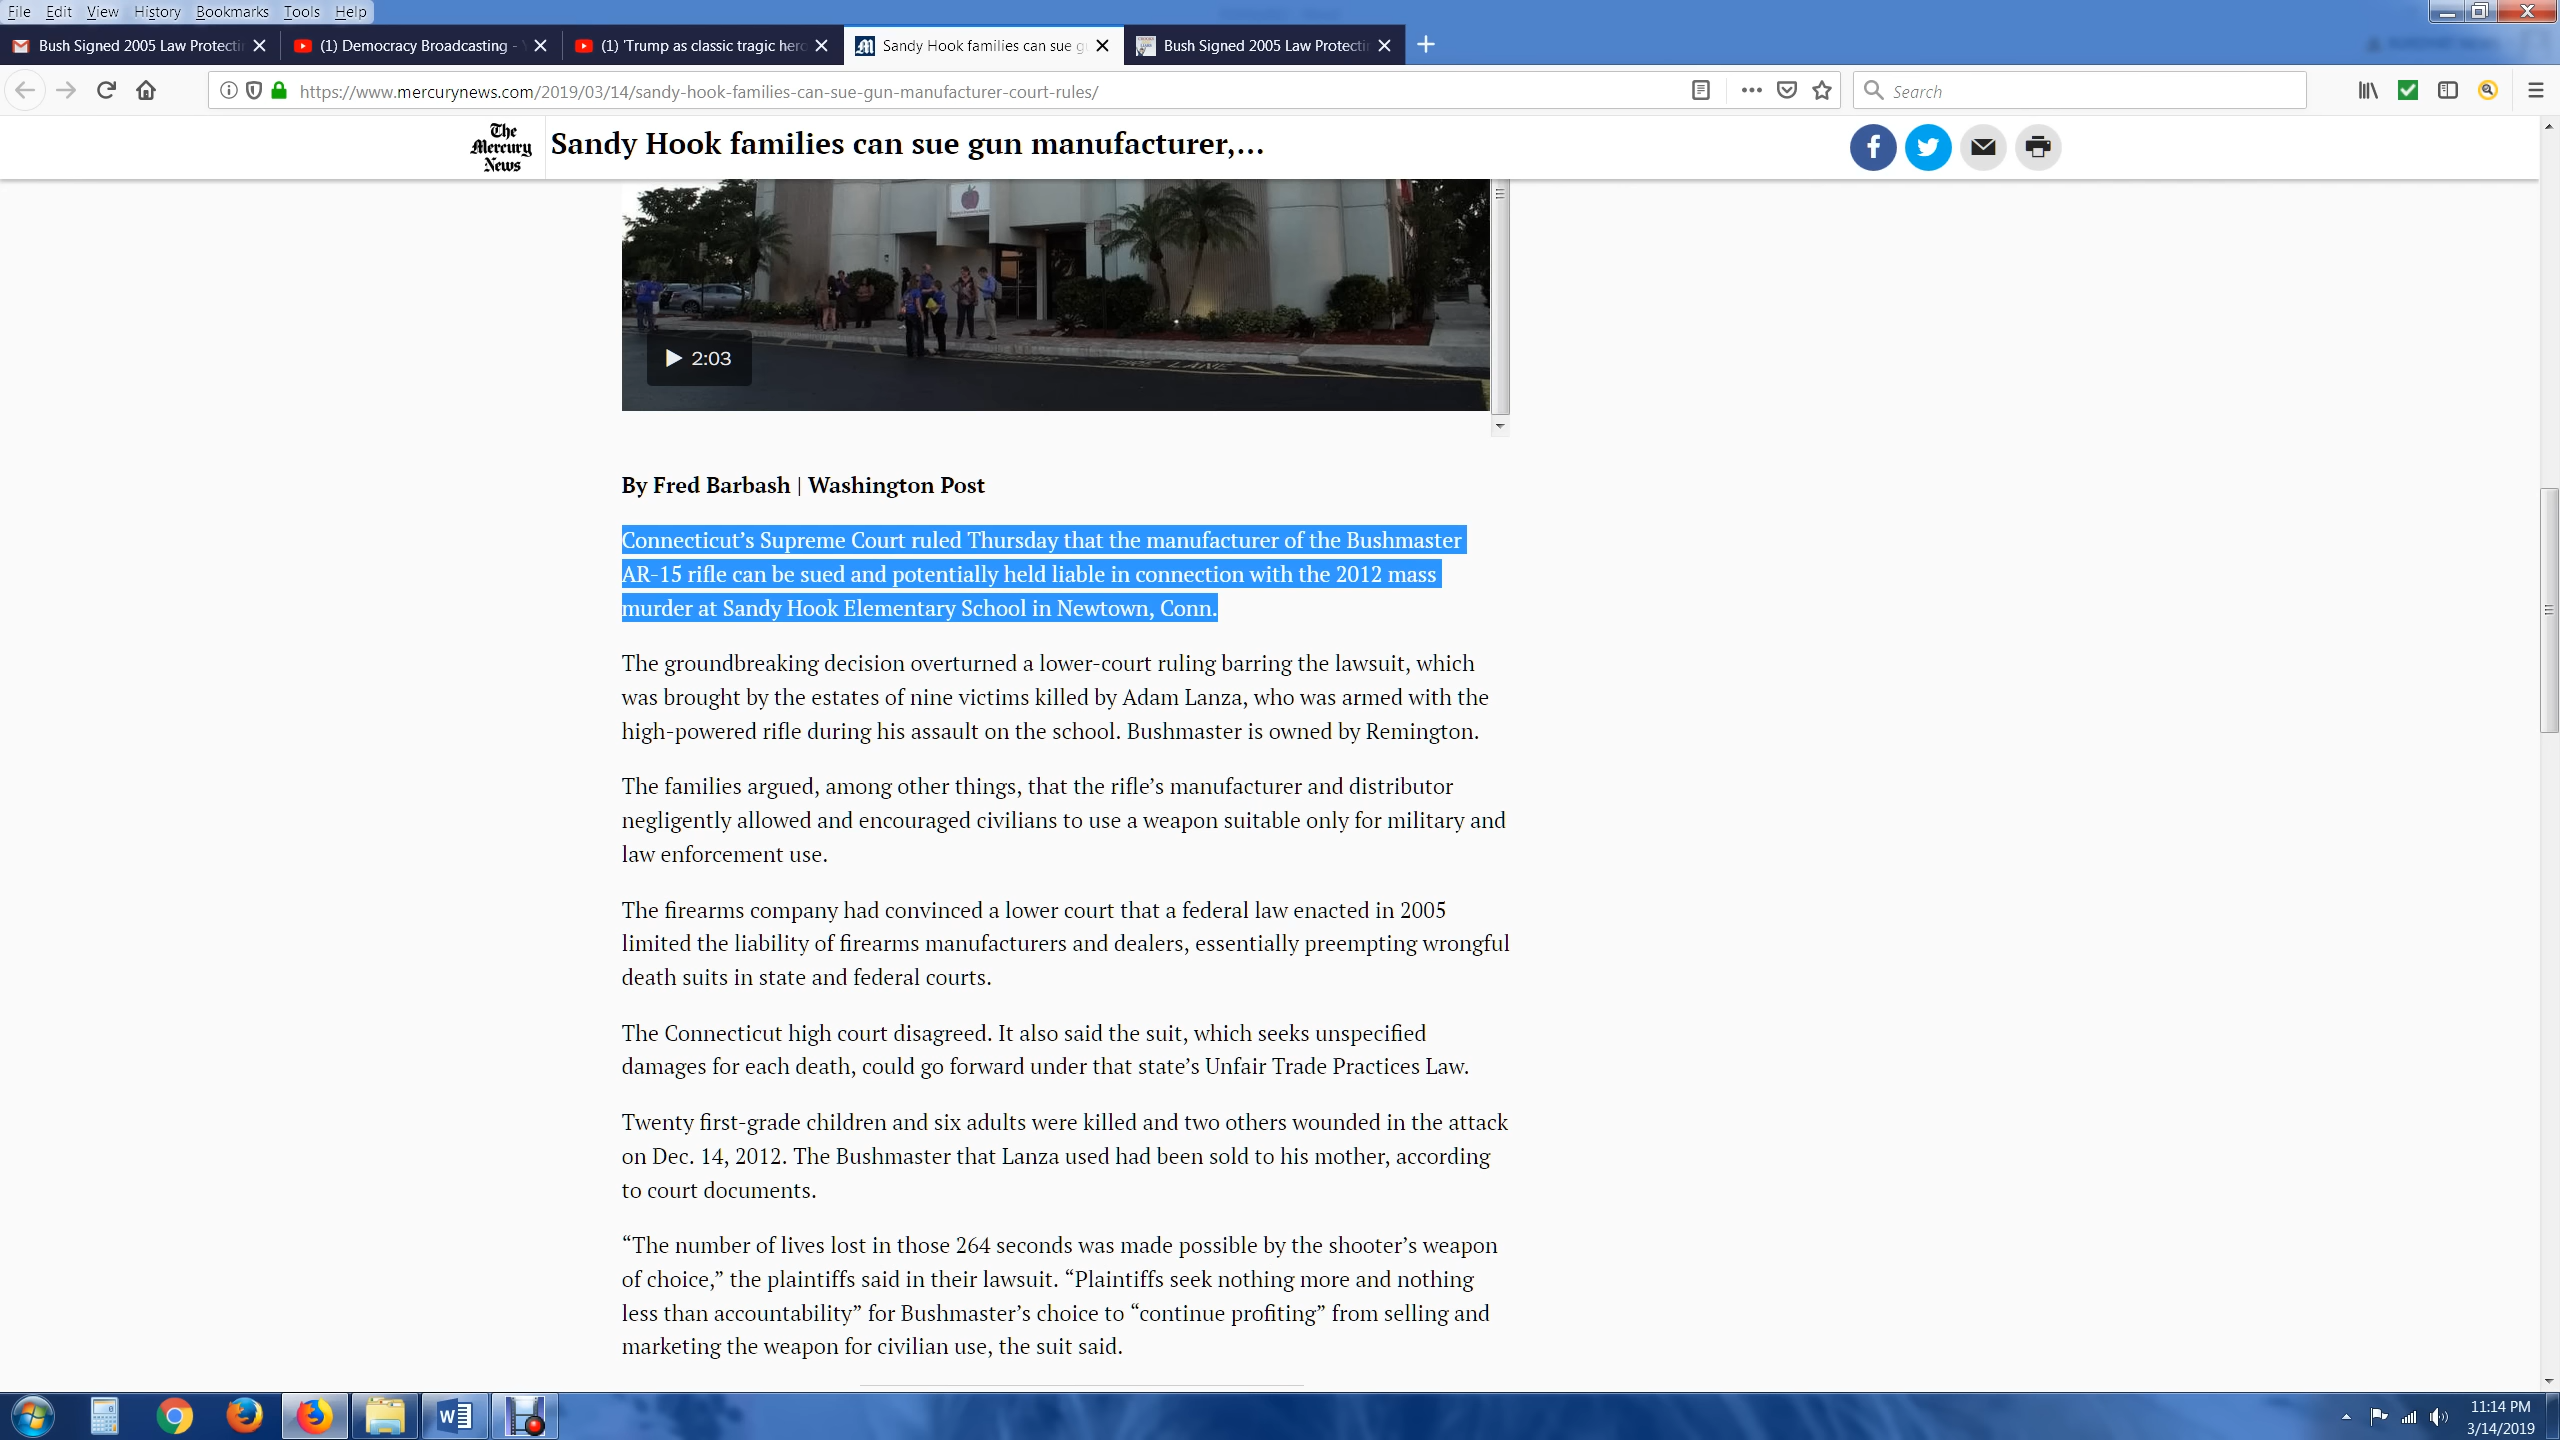 File Edit View History Bookmarks Tools Help
Bush Signed 2005 Law Protecti
(1) Democracy Broadcasting -
(1) 'Trump as classic tragic hero
Sandy Hook families can sue g
Bush Signed 2005 Law Protecti
https://www.mercurynews.com/2019/03/14/sandy-hook-families-can-sue-gun-manufacturer-court-rules/
Search
The
Mercury
News
Sandy Hook families can sue gun manufacturer,...
FIRE LANE
2:03
By Fred Barbash | Washington Post
Connecticut’s Supreme Court ruled Thursday that the manufacturer of the Bushmaster
AR-15 rifle can be sued and potentially held liable in connection with the 2012 mass
murder at Sandy Hook Elementary School in Newtown, Conn.
The groundbreaking decision overturned a lower-court ruling barring the lawsuit, which
was brought by the estates of nine victims killed by Adam Lanza, who was armed with the
high-powered rifle during his assault on the school. Bushmaster is owned by Remington.
The families argued, among other things, that the rifle’s manufacturer and distributor
negligently allowed and encouraged civilians to use a weapon suitable only for military and
law enforcement use.
The firearms company had convinced a lower court that a federal law enacted in 2005
limited the liability of firearms manufacturers and dealers, essentially preempting wrongful
death suits in state and federal courts.
The Connecticut high court disagreed. It also said the suit, which seeks unspecified
damages for each death, could go forward under that state’s Unfair Trade Practices Law.
Twenty first-grade children and six adults were killed and two others wounded in the attack
on Dec. 14, 2012. The Bushmaster that Lanza used had been sold to his mother, according
to court documents.
“The number of lives lost in those 264 seconds was made possible by the shooter’s weapon
of choice,” the plaintiffs said in their lawsuit. “Plaintiffs seek nothing more and nothing
less than accountability” for Bushmaster’s choice to “continue profiting” from selling and
marketing the weapon for civilian use, the suit said.
11:14 PM
3/14/2019